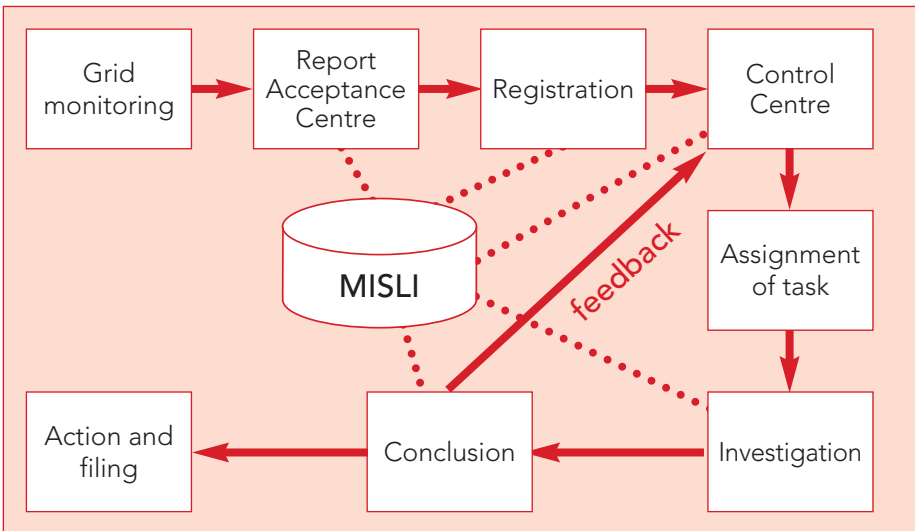 Grid
monitoring
Report
Acceptance
Centre
Registration
Control
Centre
MISLI
feedback
Assignment
of task
Action and
filing
Conclusion
Investigation